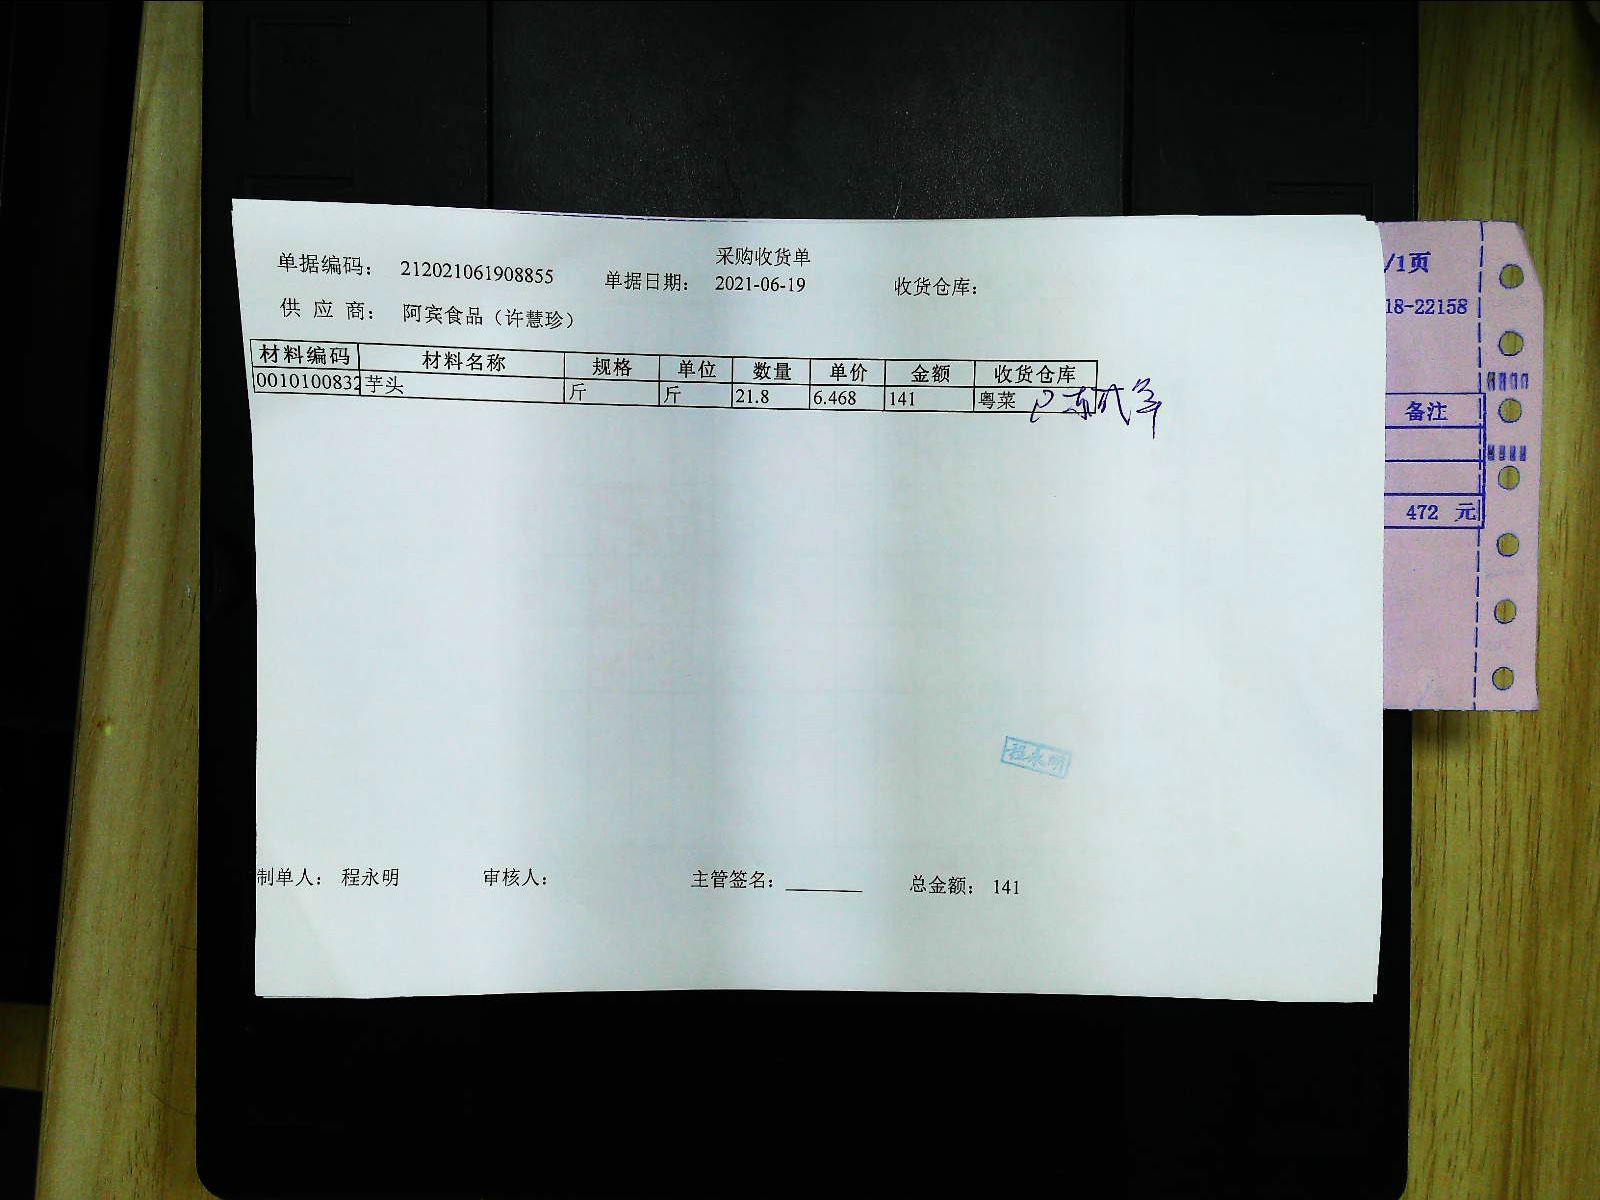 采购收货单
单据编码： 212021061908855 单据日期： 2021-06-19 收货仓库：
供 应 商： 阿宾食品（许慧珍）
材料编码 材料名称 规格 单位 数量 单价 金额 收货仓库
0010100832 芋头 斤 斤 21.8 6.468 141 粤菜
程永明
制单人： 程永明 审核人： 主管签名： 总金额： 141
/1页
18-22158
备注
472 元